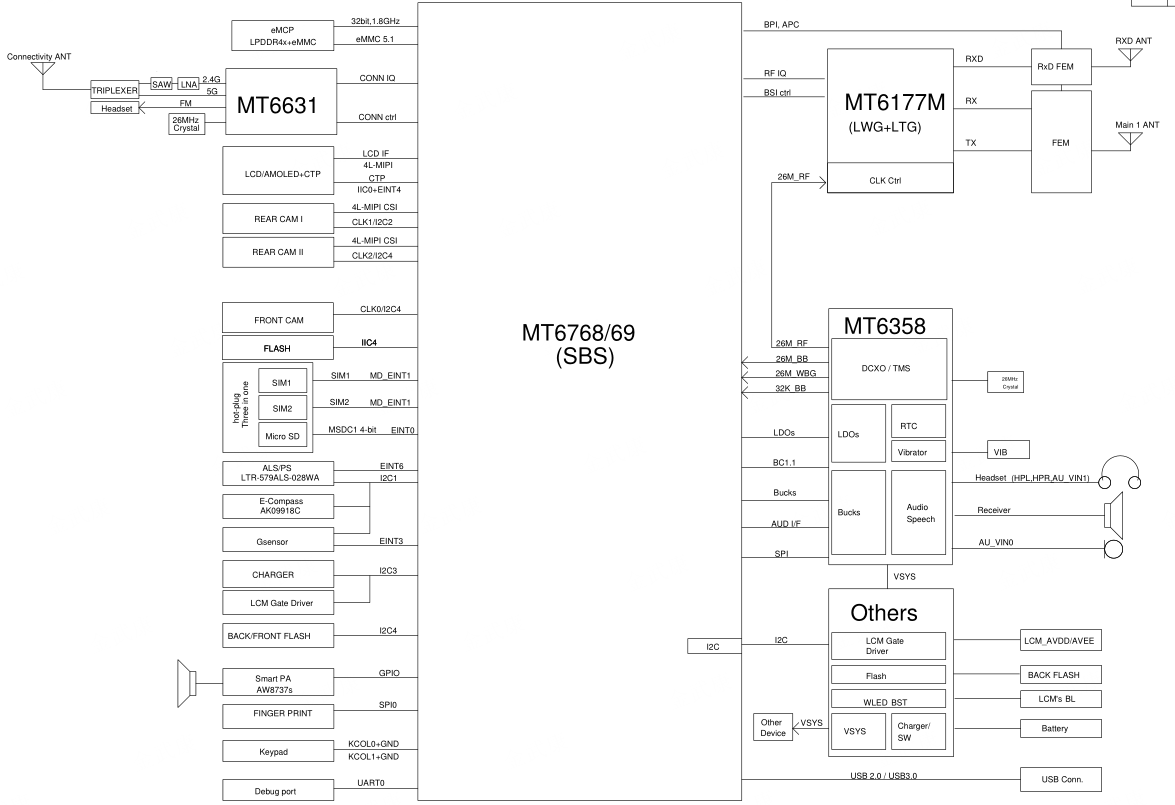 eMCP
LPDDR4x+eMMC
32bit,1.8GHz
eMMC 5.1
Connectivity ANT
TRIPLEXER
SAW
LNA
2.4G
5G
Headset
FM
26MHz
Crystal
MT6631
CONN IQ
CONN ctrl
LCD/AMOLED+CTP
LCD IF
4L-MIPI
CTP
IIC0+EINT4
REAR CAM I
4L-MIPI CSI
CLK1/I2C2
REAR CAM II
4L-MIPI CSI
CLK2/I2C4
FRONT CAM
CLK0/I2C4
FLASH
IIC4
hot-plug
Three in one
SIM1
SIM1 MD_EINT1
SIM2
SIM2 MD_EINT1
Micro SD
MSDC1 4-bit EINT0
ALS/PS
LTR-579ALS-028WA
EINT6
I2C1
E-Compass
AK09918C
Gsensor
EINT3
CHARGER
I2C3
LCM Gate Driver
BACK/FRONT FLASH
I2C4
Smart PA
AW8737s
GPIO
FINGER PRINT
SPI0
Keypad
KCOL0+GND
KCOL1+GND
Debug port
UART0
MT6768/69
(SBS)
I2C
BPI, APC
RF IQ
BSI ctrl
MT6177M
(LWG+LTG)
CLK Ctrl
26M_RF
RXD
RX
TX
RxD FEM
FEM
RXD ANT
Main 1 ANT
MT6358
26M_RF
26M_BB
26M_WBG
32K_BB
DCXO / TMS
26MHz
Crystal
LDOs
LDOs
RTC
Vibrator
VIB
BC1.1
Bucks
Bucks
AUD I/F
SPI
Audio
Speech
Headset (HPL,HPR,AU_VIN1)
Receiver
AU_VIN0
VSYS
Others
I2C
LCM Gate
Driver
LCM_AVDD/AVEE
Flash
BACK FLASH
WLED BST
LCM's BL
Other
Device
VSYS
VSYS
Charger/
SW
Battery
USB 2.0 / USB3.0
USB Conn.